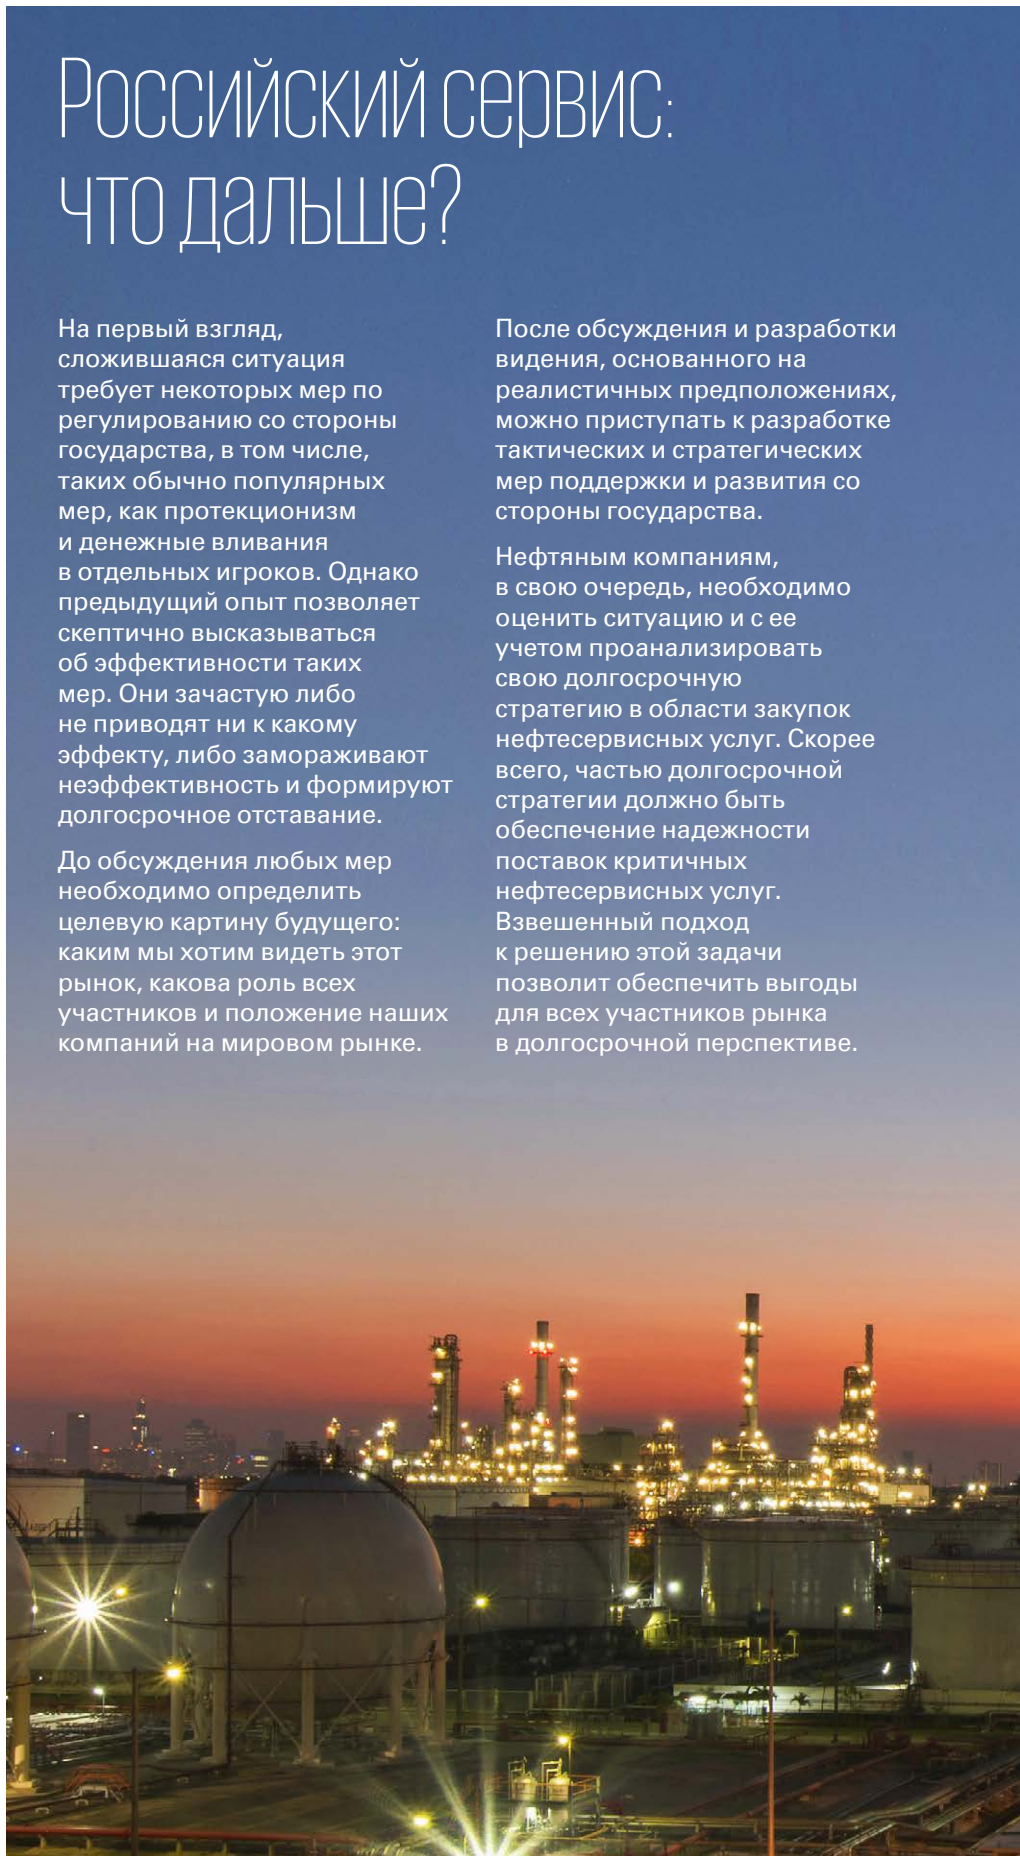 Российский сервис:
что дальше?
На первый взгляд,
сложившаяся ситуация
требует некоторых мер по
регулированию со стороны
государства, в том числе,
таких обычно популярных
мер, как протекционизм
и денежные вливания
в отдельных игроков. Однако
предыдущий опыт позволяет
скептично высказываться
об эффективности таких
мер. Они зачастую либо
не приводят ни к какому
эффекту, либо замораживают
неэффективность и формируют
долгосрочное отставание.
До обсуждения любых мер
необходимо определить
целевую картину будущего:
каким мы хотим видеть этот
рынок, какова роль всех
участников и положение наших
компаний на мировом рынке.
После обсуждения и разработки
видения, основанного на
реалистичных предположениях,
можно приступать к разработке
тактических и стратегических
мер поддержки и развития со
стороны государства.
Нефтяным компаниям,
в свою очередь, необходимо
оценить ситуацию и с ее
учетом проанализировать
свою долгосрочную
стратегию в области закупок
нефтесервисных услуг. Скорее
всего, частью долгосрочной
стратегии должно быть
обеспечение надежности
поставок критичных
нефтесервисных услуг.
Взвешенный подход
к решению этой задачи
позволит обеспечить выгоды
для всех участников рынка
в долгосрочной перспективе.